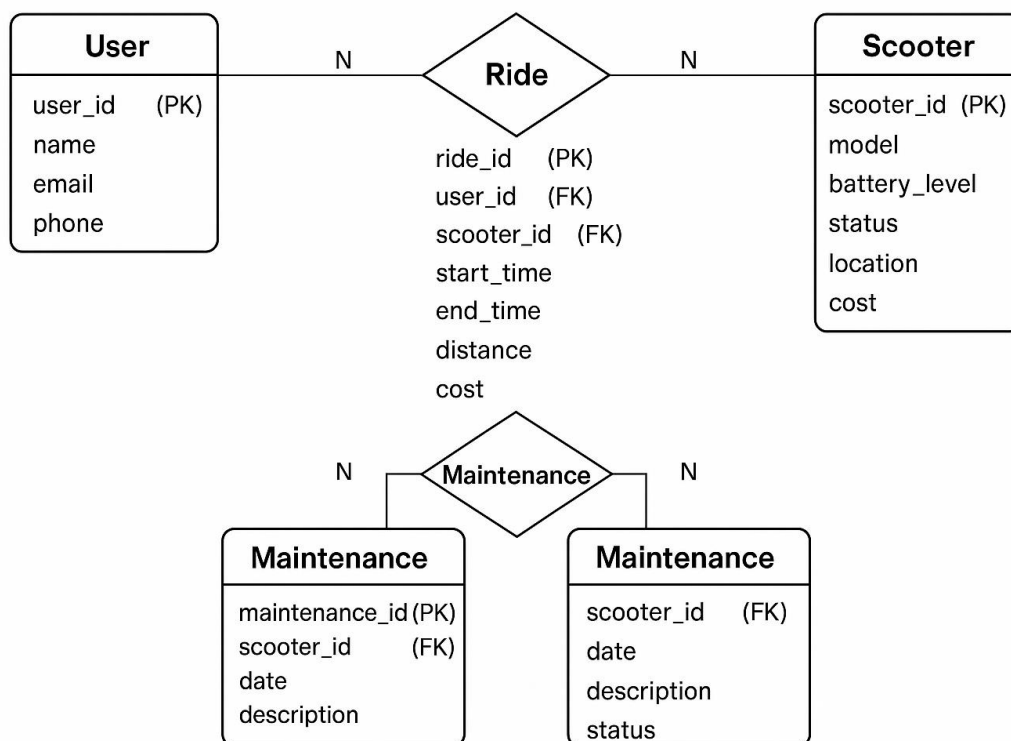 User
user_id (PK)
name
email
phone
N
Ride
N
ride_id (PK)
user_id (FK)
scooter_id (FK)
start_time
end_time
distance
cost
Scooter
scooter_id (PK)
model
battery_level
status
location
cost
N
Maintenance
N
Maintenance
maintenance_id (PK)
scooter_id (FK)
date
description
Maintenance
scooter_id (FK)
date
description
status